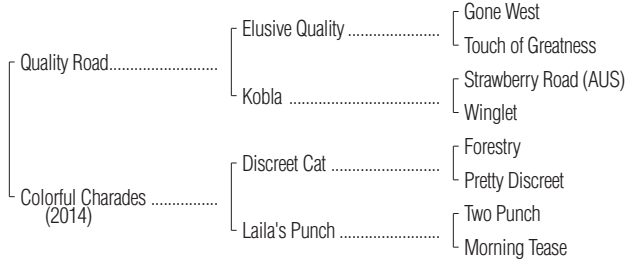 Gone West
Elusive Quality ......................
Touch of Greatness
Quality Road..........................
Strawberry Road (AUS)
Kobla ....................................
Winglet
Forestry
Discreet Cat ..........................
Pretty Discreet
Colorful Charades ................
(2014)
Two Punch
Laila's Punch ........................
Morning Tease